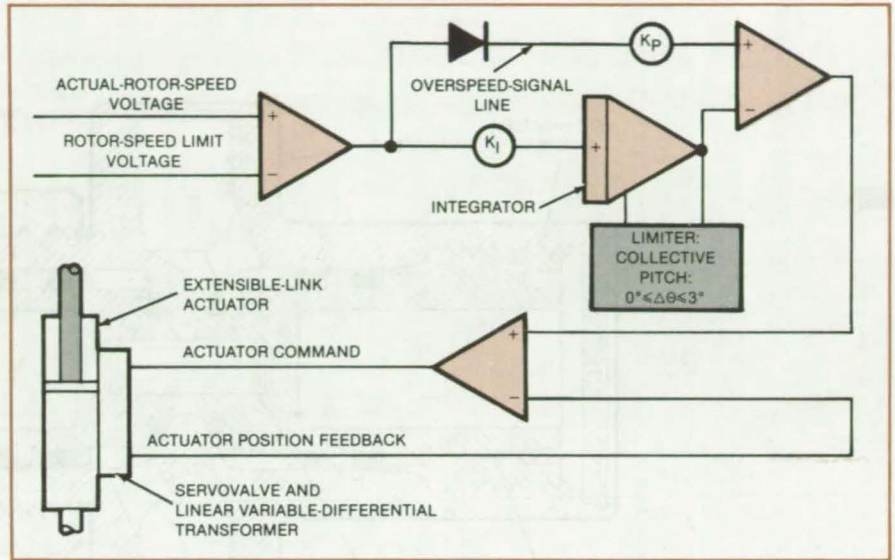 ACTUAL-ROTOR-SPEED
VOLTAGE
ROTOR-SPEED LIMIT
VOLTAGE
+
−
OVERSPEED-SIGNAL
LINE
KP
+
−
KI
+
INTEGRATOR
LIMITER:
COLLECTIVE
PITCH:
0°≤Δθ≤3°
EXTENSIBLE-LINK
ACTUATOR
ACTUATOR COMMAND
+
−
ACTUATOR POSITION FEEDBACK
SERVOVALVE AND
LINEAR VARIABLE-DIFFERENTIAL
TRANSFORMER